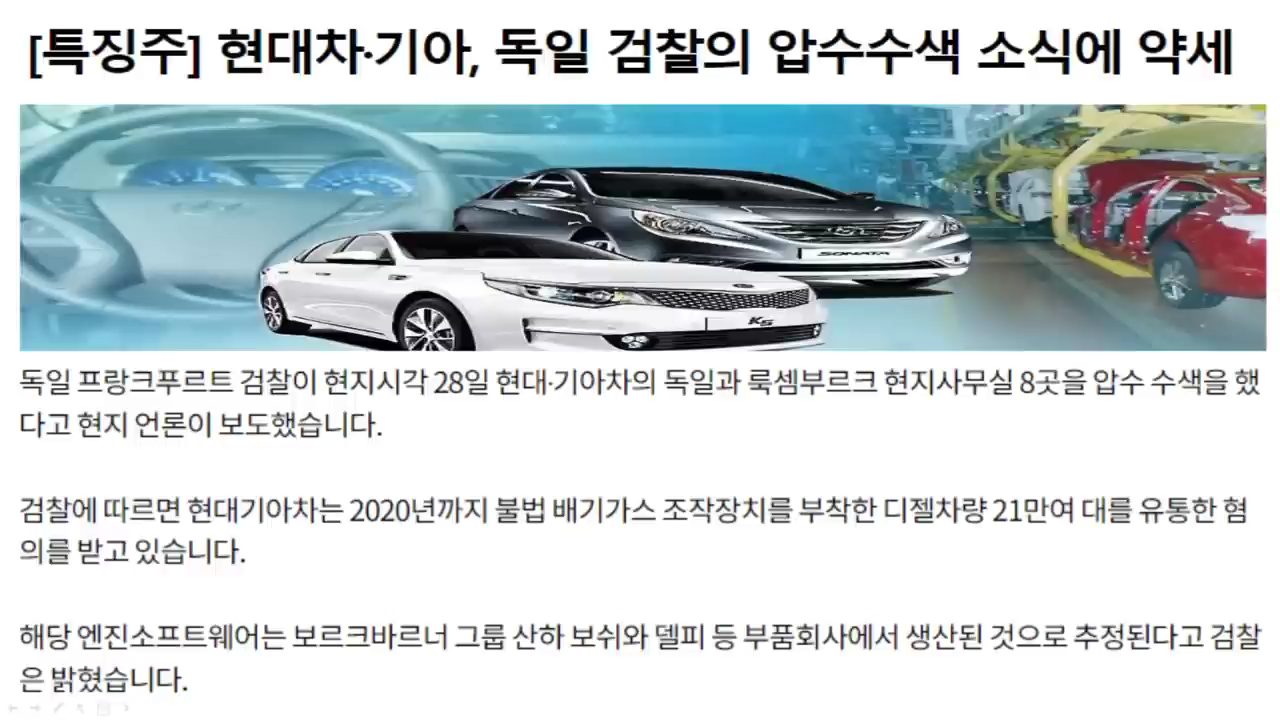 [특징주] 현대차·기아, 독일 검찰의 압수수색 소식에 약세
SONATA
K5
독일 프랑크푸르트 검찰이 현지시각 28일 현대·기아차의 독일과 룩셈부르크 현지사무실 8곳을 압수 수색을 했
다고 현지 언론이 보도했습니다.
검찰에 따르면 현대기아차는 2020년까지 불법 배기가스 조작장치를 부착한 디젤차량 21만여 대를 유통한 혐
의를 받고 있습니다.
해당 엔진소프트웨어는 보르크바르너 그룹 산하 보쉬와 델피 등 부품회사에서 생산된 것으로 추정된다고 검찰
은 밝혔습니다.